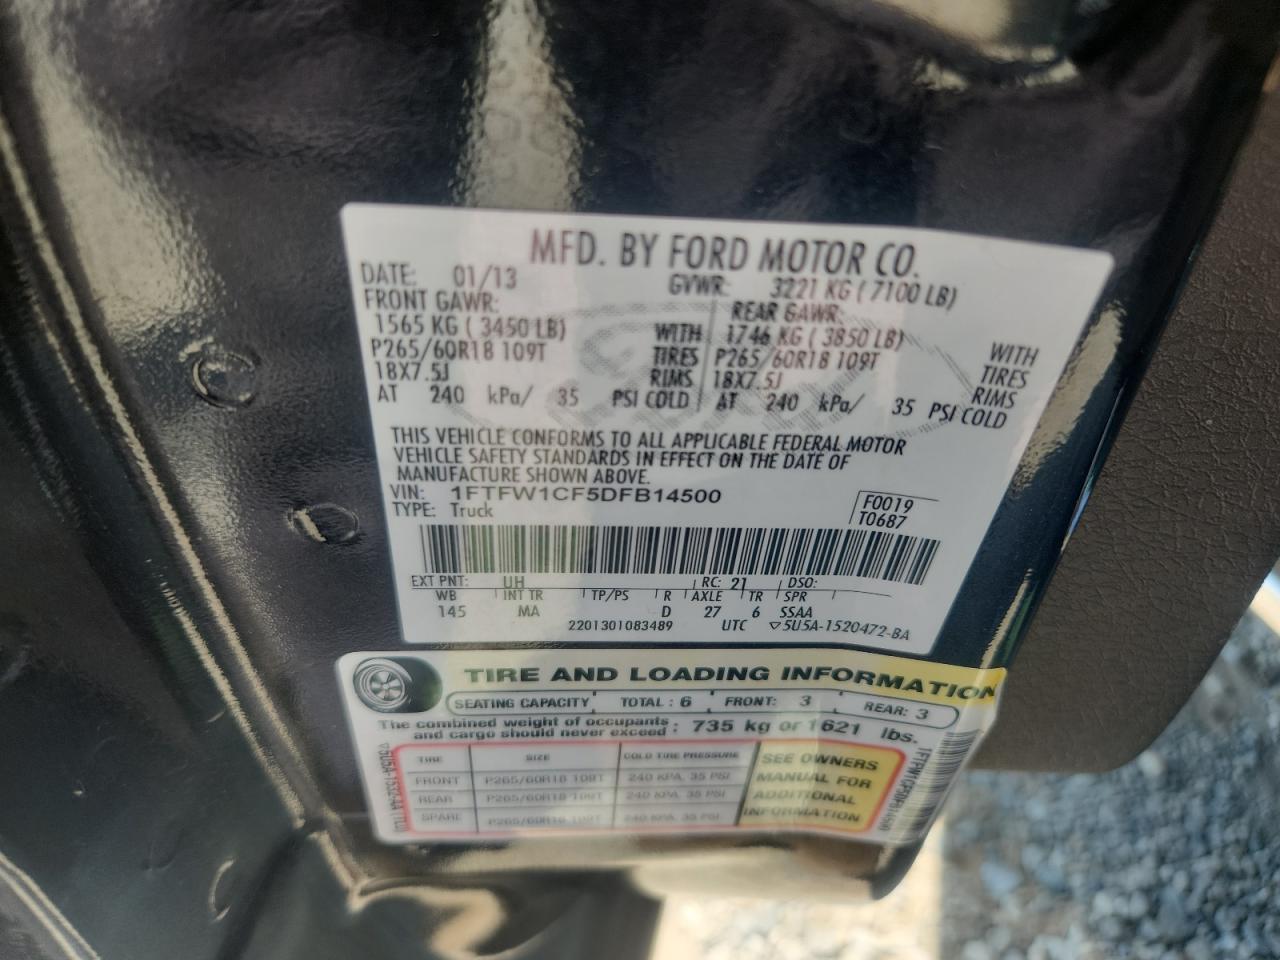 MFD. BY FORD MOTOR CO.
DATE: 01/13 GVWR: 3221 KG ( 7100 LB)
FRONT GAWR: REAR GAWR:
1565 KG ( 3450 LB) WITH 1746 KG ( 3850 LB) WITH
P265/60R18 109T TIRES P265/60R18 109T TIRES
18X7.5J RIMS 18X7.5J RIMS
AT 240 kPa/ 35 PSI COLD AT 240 kPa/ 35 PSI COLD
THIS VEHICLE CONFORMS TO ALL APPLICABLE FEDERAL MOTOR
VEHICLE SAFETY STANDARDS IN EFFECT ON THE DATE OF
MANUFACTURE SHOWN ABOVE.
VIN: 1FTFW1CF5DFB14500 F0019
TYPE: Truck T0687
EXT PNT: UH RC: 21 DSO:
WB INT TR TP/PS R AXLE TR SPR
145 MA D 27 6 SSAA
2201301083489 UTC ▽5U5A-1520472-BA
TIRE AND LOADING INFORMATION
SEATING CAPACITY TOTAL : 6 FRONT: 3 REAR: 3
The combined weight of occupants
and cargo should never exceed : 735 kg or 1621 lbs.
TIRE SIZE COLD TIRE PRESSURE SEE OWNERS
FRONT P265/60R18 109T 240 KPA, 35 PSI MANUAL FOR
REAR P265/60R18 109T 240 KPA, 35 PSI ADDITIONAL
SPARE P265/60R18 109T 240 KPA, 35 PSI INFORMATION